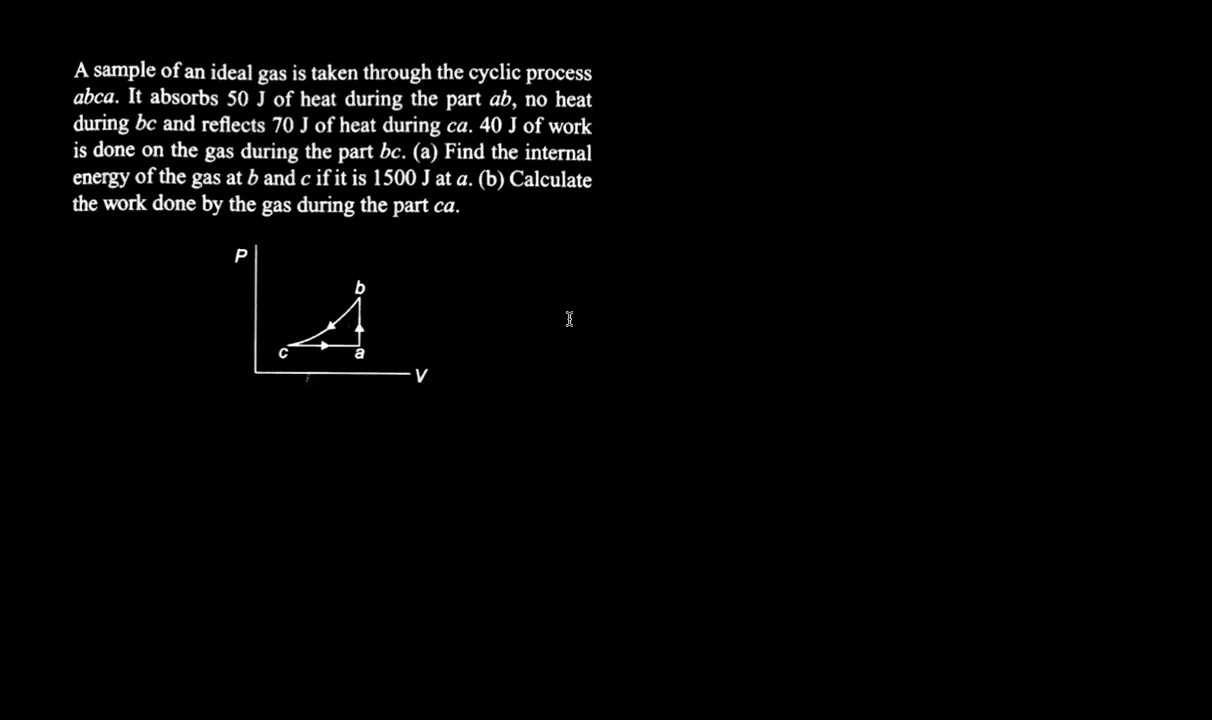 A sample of an ideal gas is taken through the cyclic process
abca. It absorbs 50 J of heat during the part ab, no heat
during bc and reflects 70 J of heat during ca. 40 J of work
is done on the gas during the part bc. (a) Find the internal
energy of the gas at b and c if it is 1500 J at a. (b) Calculate
the work done by the gas during the part ca.
P
b
c
a
V